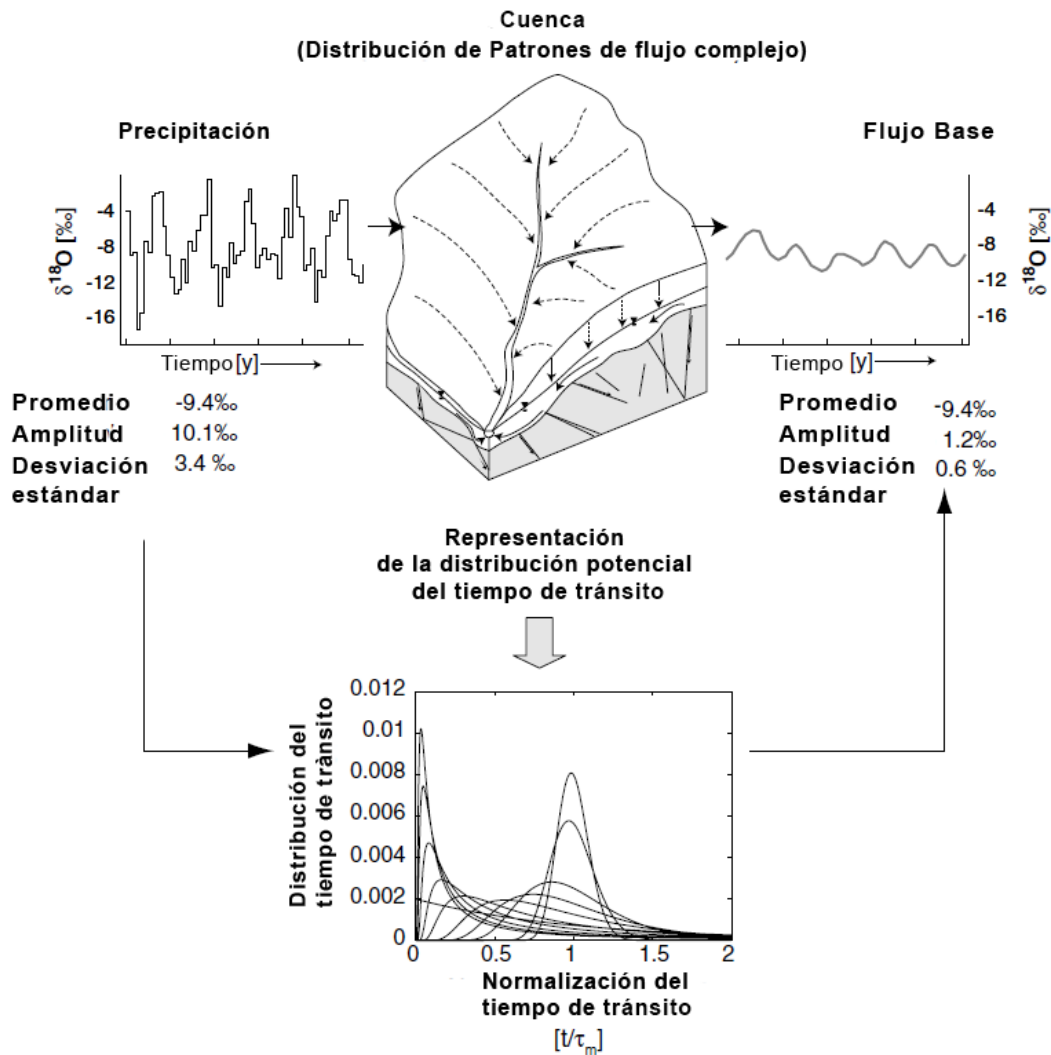 Cuenca
(Distribución de Patrones de flujo complejo)
Precipitación
Flujo Base
δ¹⁸O [‰]
-4
-8
-12
-16
Tiempo [y]
-4
-8
-12
-16
δ¹⁸O [‰]
Tiempo [y]
Promedio -9.4‰
Amplitud 10.1‰
Desviación 3.4 ‰
estándar
Promedio -9.4‰
Amplitud 1.2‰
Desviación 0.6 ‰
estándar
Representación
de la distribución potencial
del tiempo de tránsito
Distribución del
tiempo de trànsito
0.012
0.01
0.008
0.006
0.004
0.002
0
0 0.5 1 1.5 2
Normalización del
tiempo de tránsito
[t/τm]